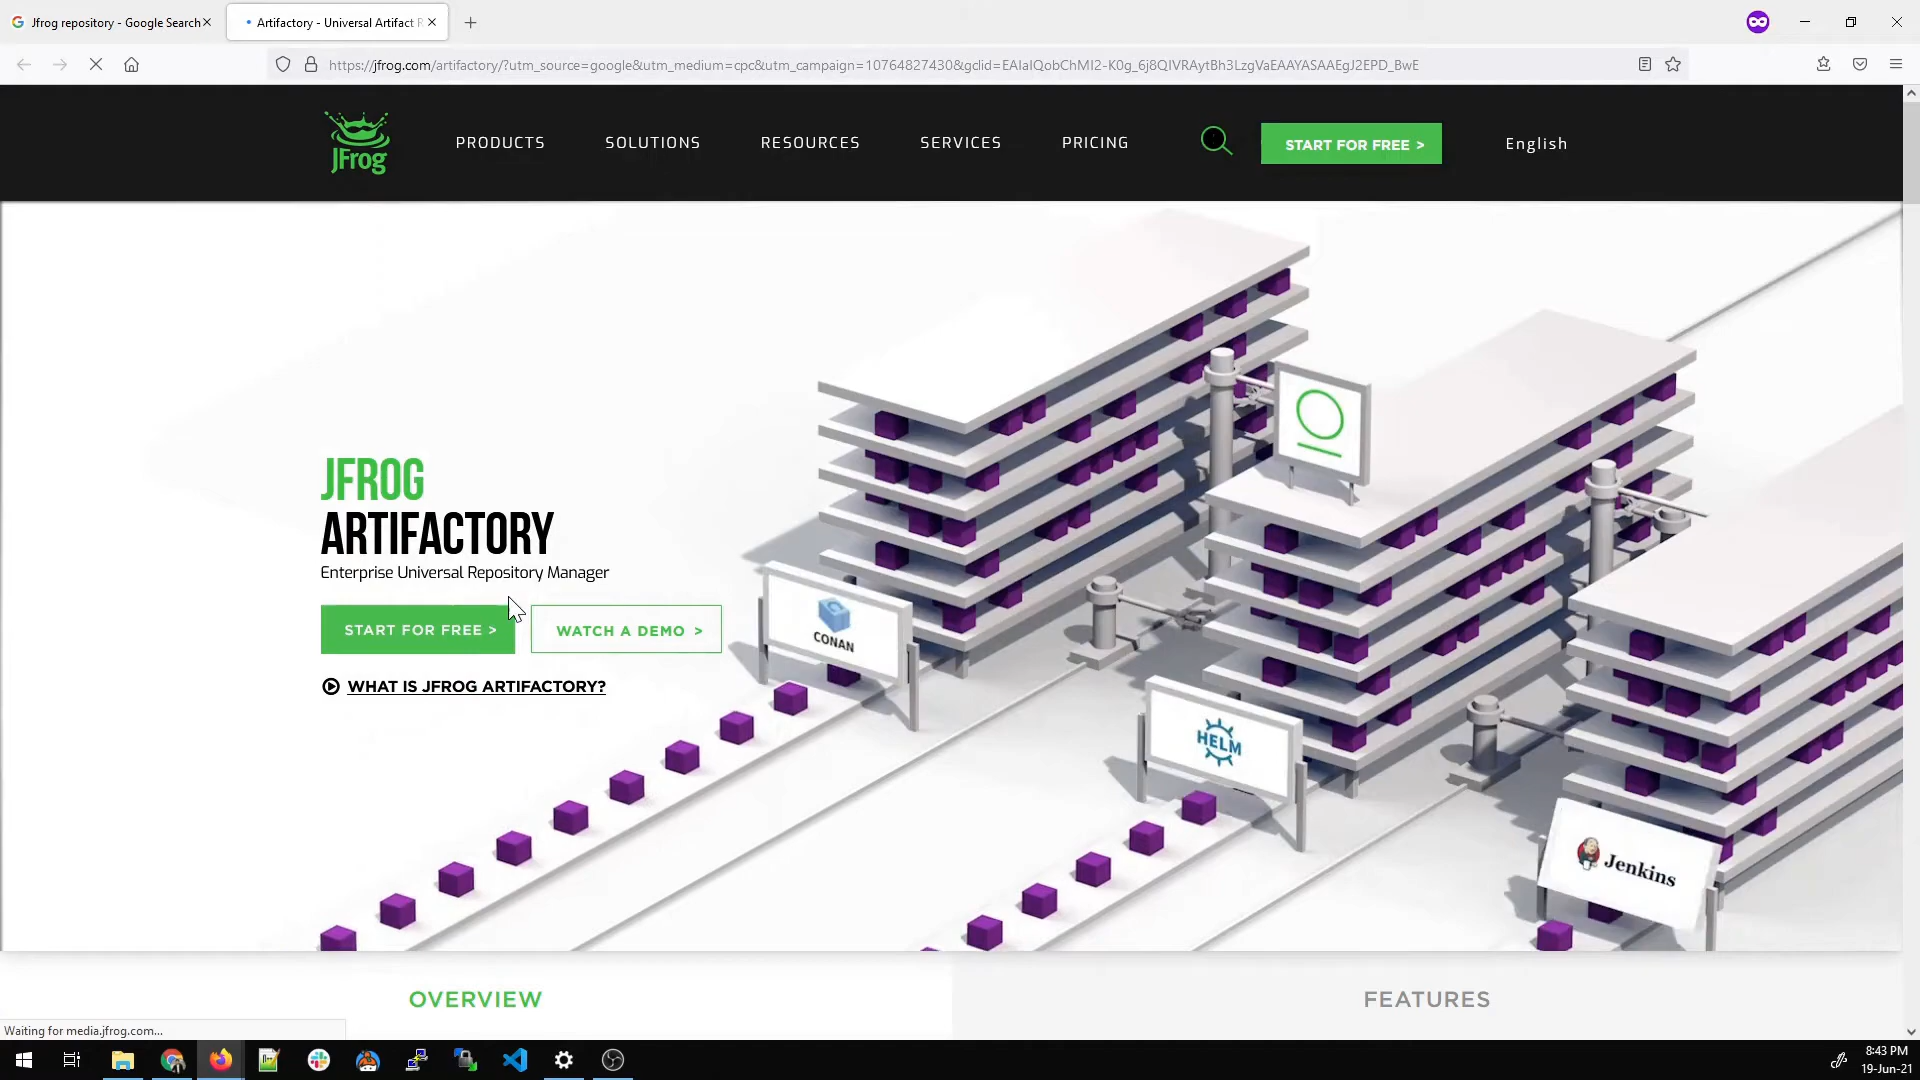 Jfrog repository - Google Search
Artifactory - Universal Artifact R
https://jfrog.com/artifactory/?utm_source=google&utm_medium=cpc&utm_campaign=10764827430&gclid=EAIaIQobChMI2-K0g_6j8QIVRAytBh3LzgVaEAAYASAAEgJ2EPD_BwE
JFrog
PRODUCTS
SOLUTIONS
RESOURCES
SERVICES
PRICING
START FOR FREE >
English
JFROG
ARTIFACTORY
Enterprise Universal Repository Manager
START FOR FREE >
WATCH A DEMO >
WHAT IS JFROG ARTIFACTORY?
CONAN
HELM
Jenkins
OVERVIEW
FEATURES
Waiting for media.jfrog.com...
8:43 PM
19-Jun-21